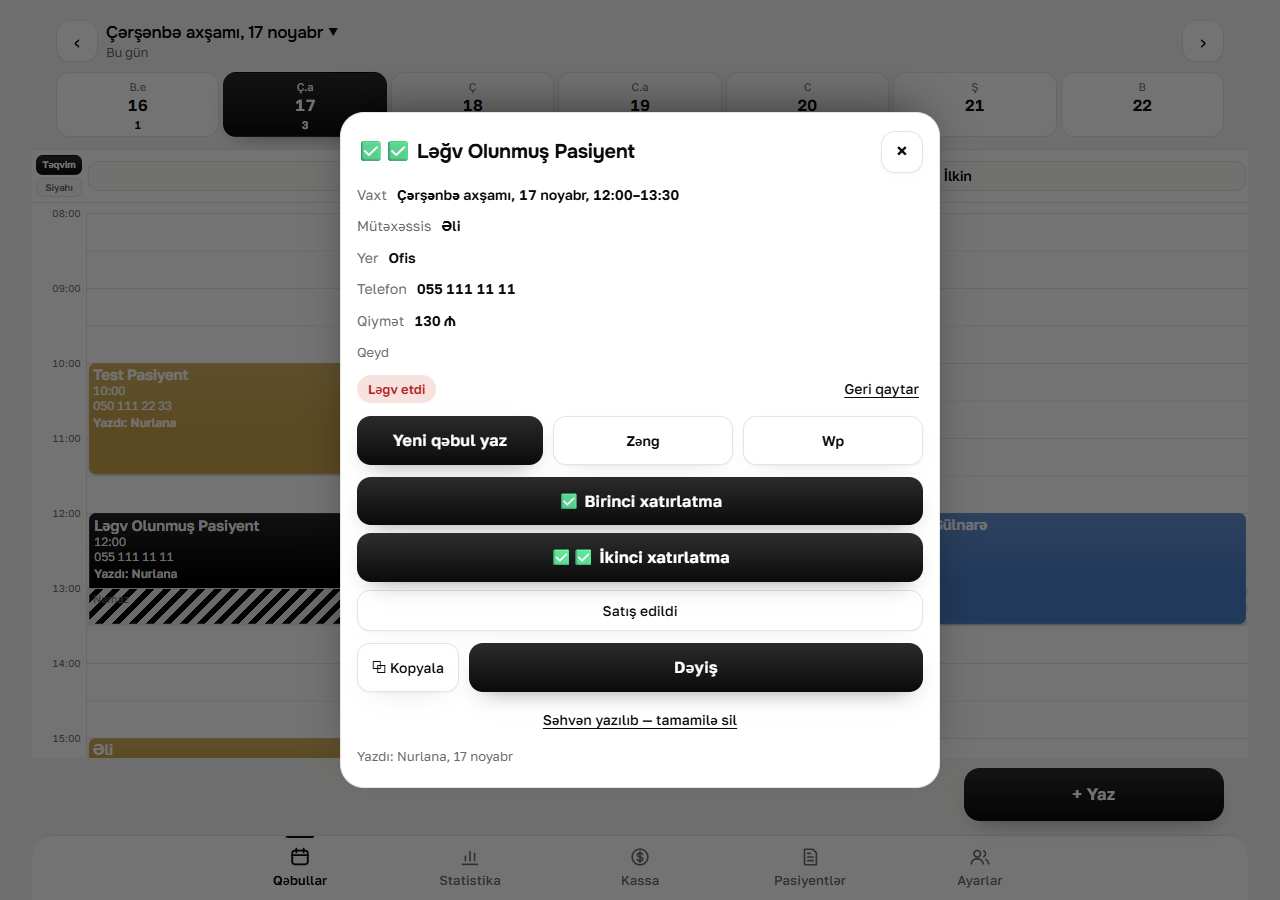 ‹
Çərşənbə axşamı, 17 noyabr ▼
Bu gün
›
B.e
16
1
Ç.a
17
3
Ç
18
C.a
19
C
20
Ş
21
B
22
Təqvim
Siyahı
İlkin
✅✅ Ləğv Olunmuş Pasiyent
×
Vaxt Çərşənbə axşamı, 17 noyabr, 12:00–13:30
Mütəxəssis Əli
Yer Ofis
Telefon 055 111 11 11
Qiymət 130 ₼
Qeyd
Ləgv etdi
Geri qaytar
Yeni qəbul yaz
Zəng
Wp
✅ Birinci xatırlatma
✅✅ İkinci xatırlatma
Satış edildi
Kopyala
Dəyiş
Səhvən yazılıb — tamamilə sil
Yazdı: Nurlana, 17 noyabr
08:00
09:00
10:00
Test Pasiyent
10:00
050 111 22 33
Yazdı: Nurlana
11:00
12:00
Ləgv Olunmuş Pasiyent
12:00
055 111 11 11
Yazdı: Nurlana
Gülnarə
13:00
14:00
15:00
Əli
+ Yaz
Qəbullar
Statistika
Kassa
Pasiyentlər
Ayarlar